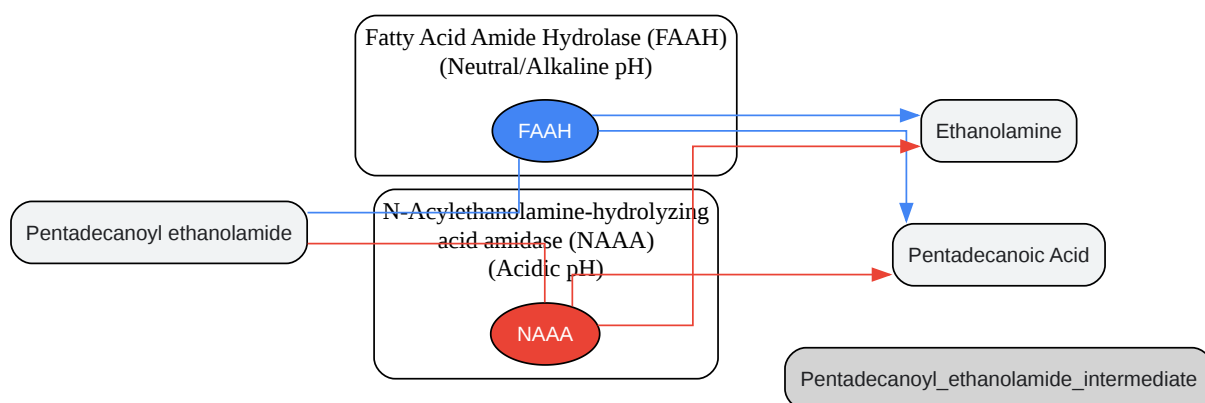 Fatty Acid Amide Hydrolase (FAAH)
(Neutral/Alkaline pH)
FAAH
Ethanolamine
Pentadecanoyl ethanolamide
N-Acylethanolamine-hydrolyzing
acid amidase (NAAA)
(Acidic pH)
Pentadecanoic Acid
NAAA
Pentadecanoyl_ethanolamide_intermediate